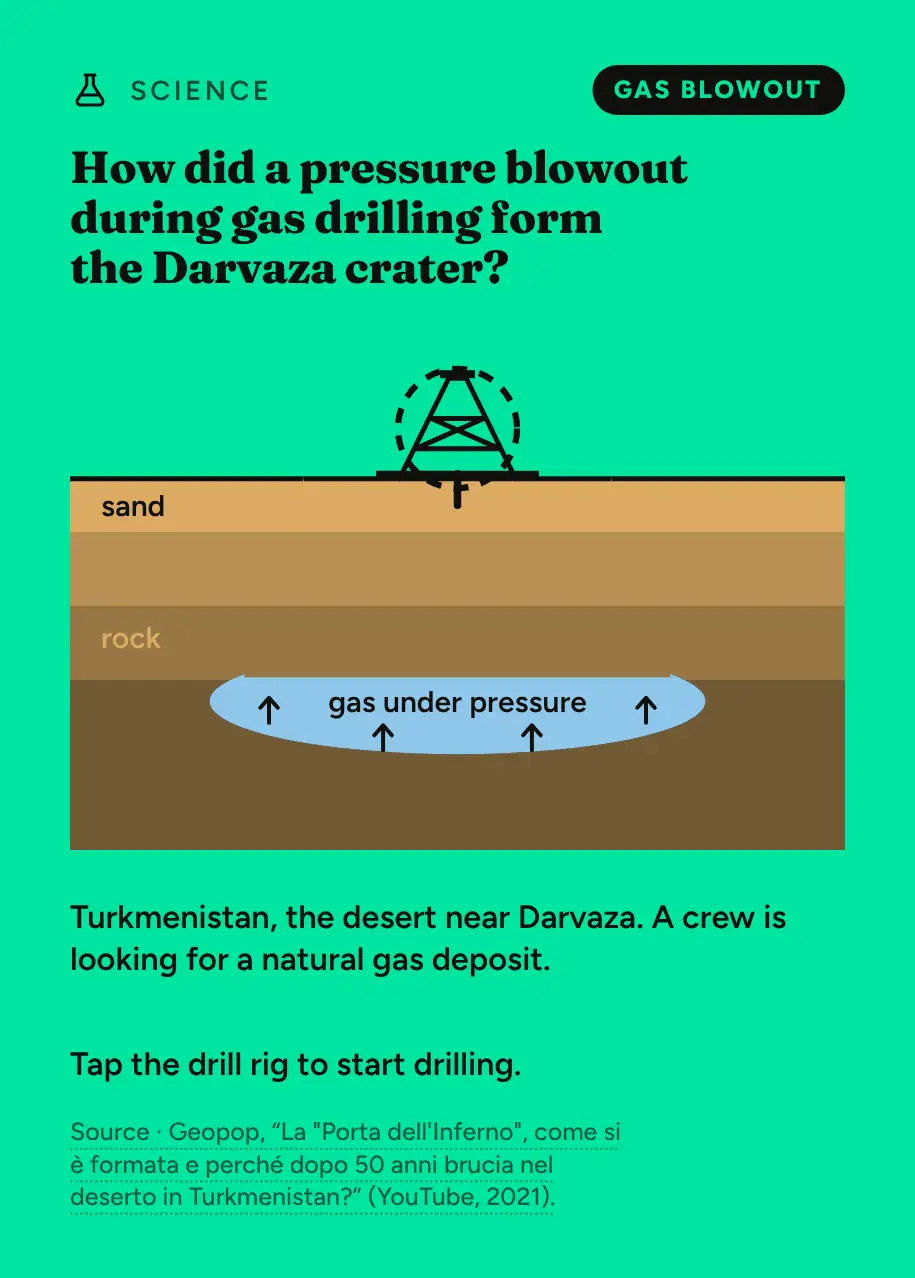 SCIENCE
GAS BLOWOUT
How did a pressure blowout
during gas drilling form
the Darvaza crater?
sand
rock
gas under pressure
Turkmenistan, the desert near Darvaza. A crew is
looking for a natural gas deposit.
Tap the drill rig to start drilling.
Source · Geopop, “La "Porta dell'Inferno", come si
è formata e perché dopo 50 anni brucia nel
deserto in Turkmenistan?” (YouTube, 2021).